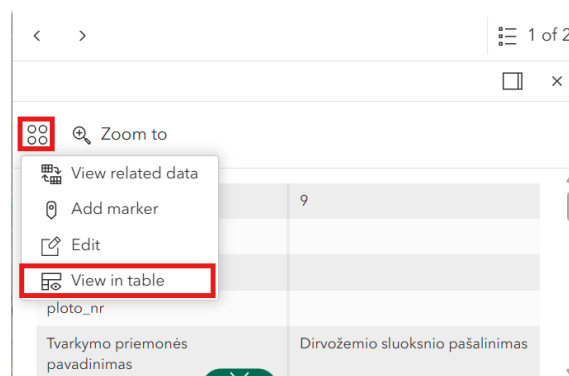 1 of 2
Zoom to
View related data
9
Add marker
Edit
View in table
ploto_nr
Tvarkymo priemonės Dirvožemio sluoksnio pašalinimas
pavadinimas